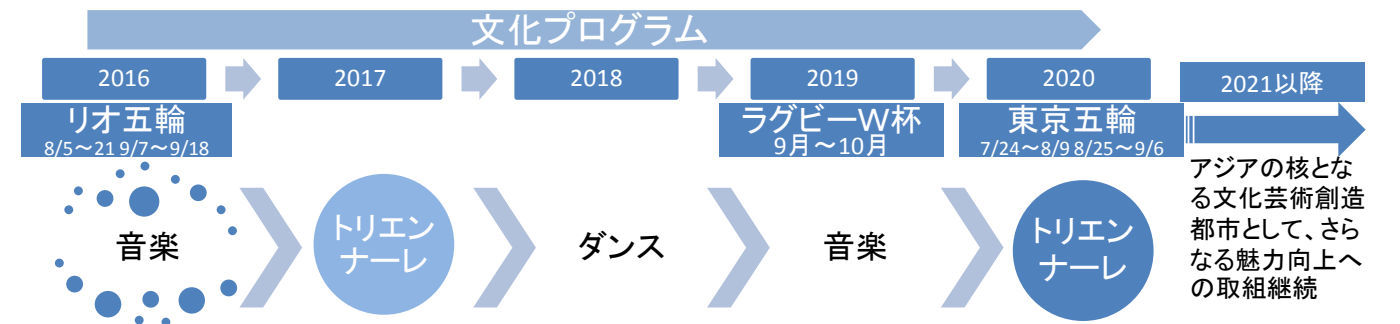 文化プログラム
2016
2017
2018
2019
2020
2021以降
リオ五輪
8/5～21 9/7～9/18
ラグビーW杯
9月～10月
東京五輪
7/24～8/9 8/25～9/6
音楽
トリエン
ナーレ
ダンス
音楽
トリエン
ナーレ
アジアの核とな
る文化芸術創造
都市として、さら
なる魅力向上へ
の取組継続